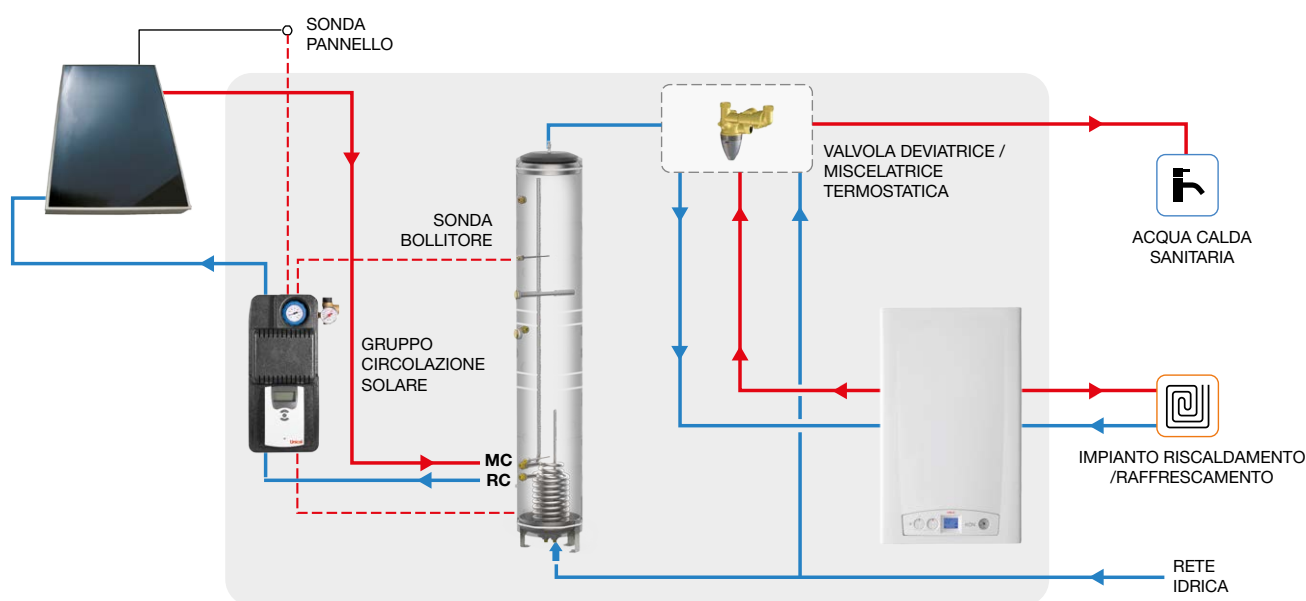 SONDA
PANNELLO
VALVOLA DEVIATRICE /
MISCELATRICE
TERMOSTATICA
SONDA
BOLLITORE
ACQUA CALDA
SANITARIA
GRUPPO
CIRCOLAZIONE
SOLARE
MC
RC
IMPIANTO RISCALDAMENTO
/RAFFRESCAMENTO
RETE
IDRICA